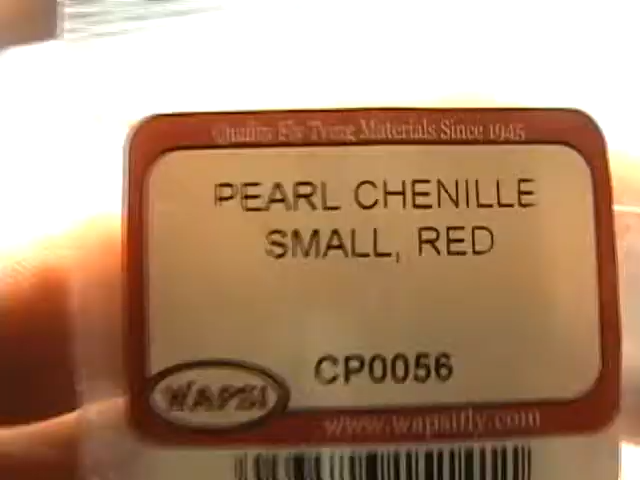 Quality Fly Tying Materials Since 1945
PEARL CHENILLE
SMALL, RED
CP0056
WAPSI
www.wapsifly.com